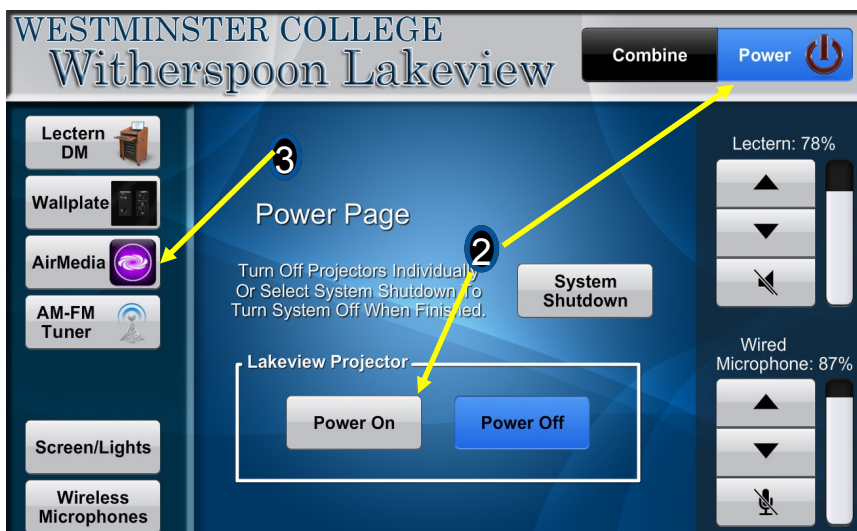 WESTMINSTER COLLEGE
Witherspoon Lakeview
Combine
Power
Lectern
DM
Wallplate
AirMedia
AM-FM
Tuner
Screen/Lights
Wireless
Microphones
3
Power Page
2
Turn Off Projectors Individually
Or Select System Shutdown To
Turn System Off When Finished.
System
Shutdown
Lakeview Projector
Power On
Power Off
Lectern: 78%
Wired
Microphone: 87%